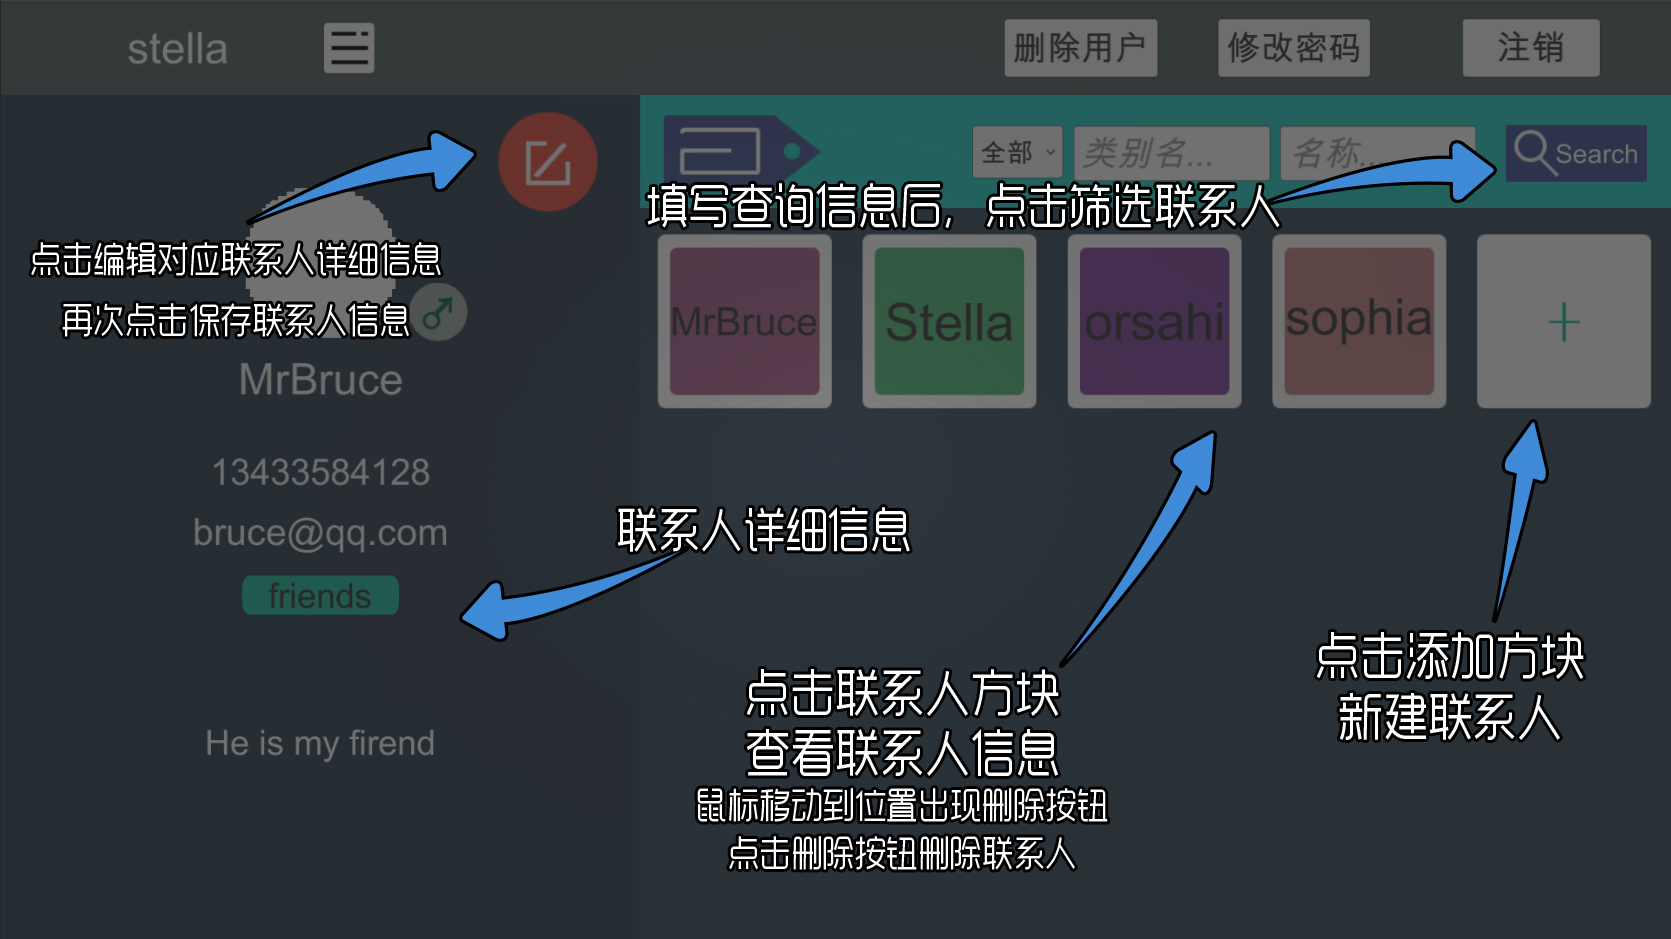 stella
删除用户
修改密码
注销
全部
类别名...
名称...
Search
填写查询信息后，点击筛选联系人
点击编辑对应联系人详细信息
再次点击保存联系人信息
MrBruce
13433584128
bruce@qq.com
friends
He is my firend
MrBruce
Stella
orsahi
sophia
+
联系人详细信息
点击联系人方块
查看联系人信息
鼠标移动到位置出现删除按钮
点击删除按钮删除联系人
点击添加方块
新建联系人